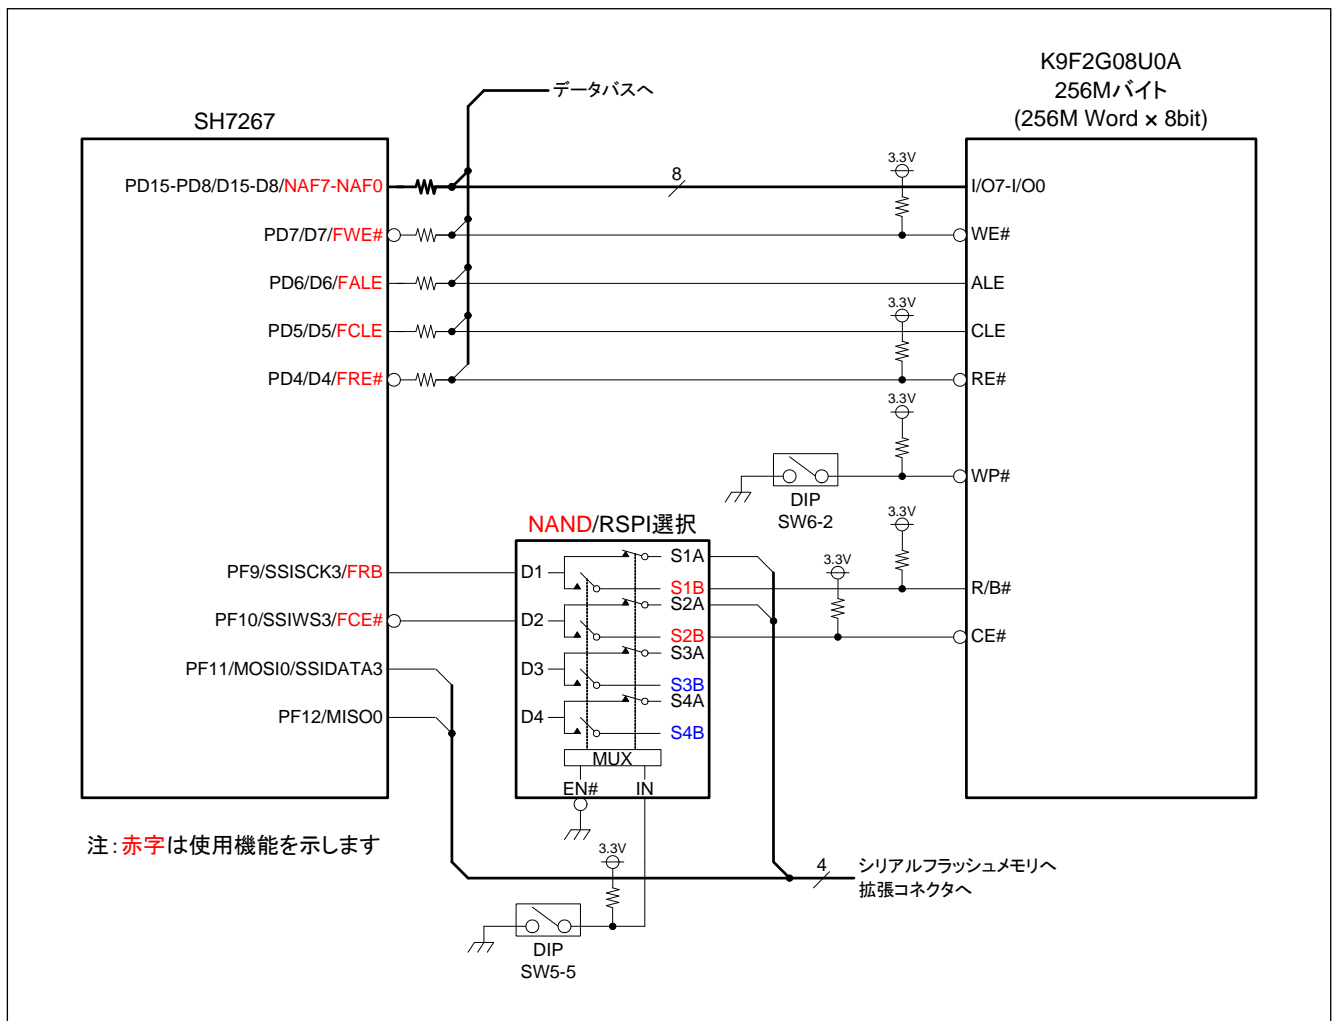 K9F2G08U0A
256Mバイト
(256M Word × 8bit)
データバスへ
SH7267
3.3V
PD15-PD8/D15-D8/NAF7-NAF0
8
I/O7-I/O0
PD7/D7/FWE#
WE#
PD6/D6/FALE
ALE
3.3V
PD5/D5/FCLE
CLE
PD4/D4/FRE#
RE#
3.3V
WP#
DIP
SW6-2
3.3V
NAND/RSPI選択
S1A
3.3V
PF9/SSISCK3/FRB
D1
S1B
R/B#
S2A
PF10/SSIWS3/FCE#
D2
S2B
CE#
S3A
PF11/MOSI0/SSIDATA3
D3
S3B
S4A
PF12/MISO0
D4
S4B
MUX
EN#
IN
注:赤字は使用機能を示します
3.3V
4
シリアルフラッシュメモリへ
拡張コネクタへ
DIP
SW5-5